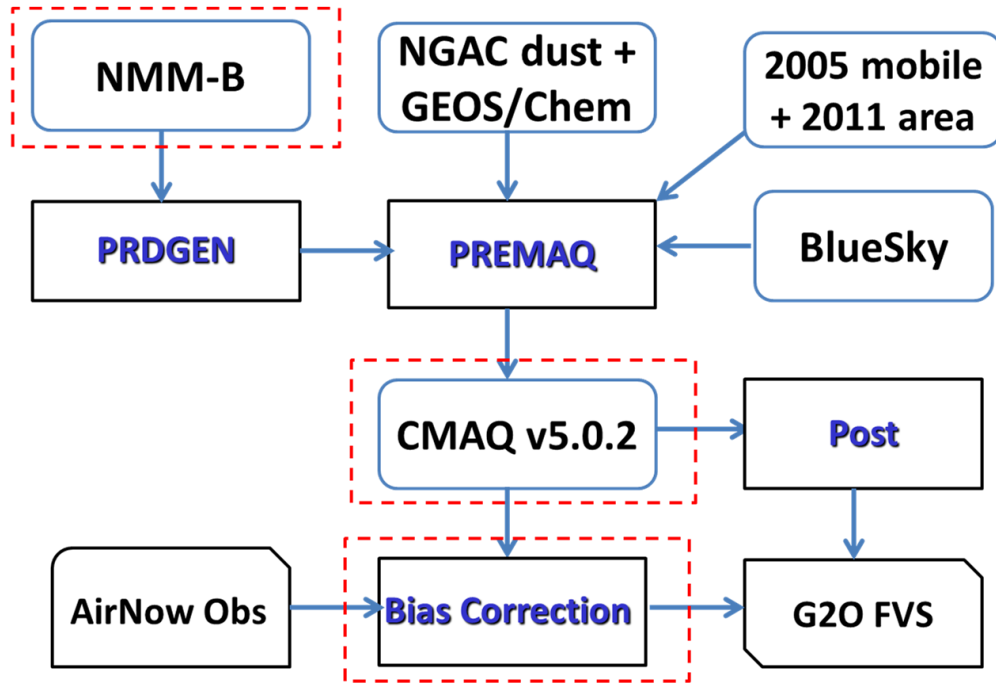 NMM-B
NGAC dust +
GEOS/Chem
2005 mobile
+ 2011 area
PRDGEN
PREMAQ
BlueSky
CMAQ v5.0.2
Post
AirNow Obs
Bias Correction
G2O FVS